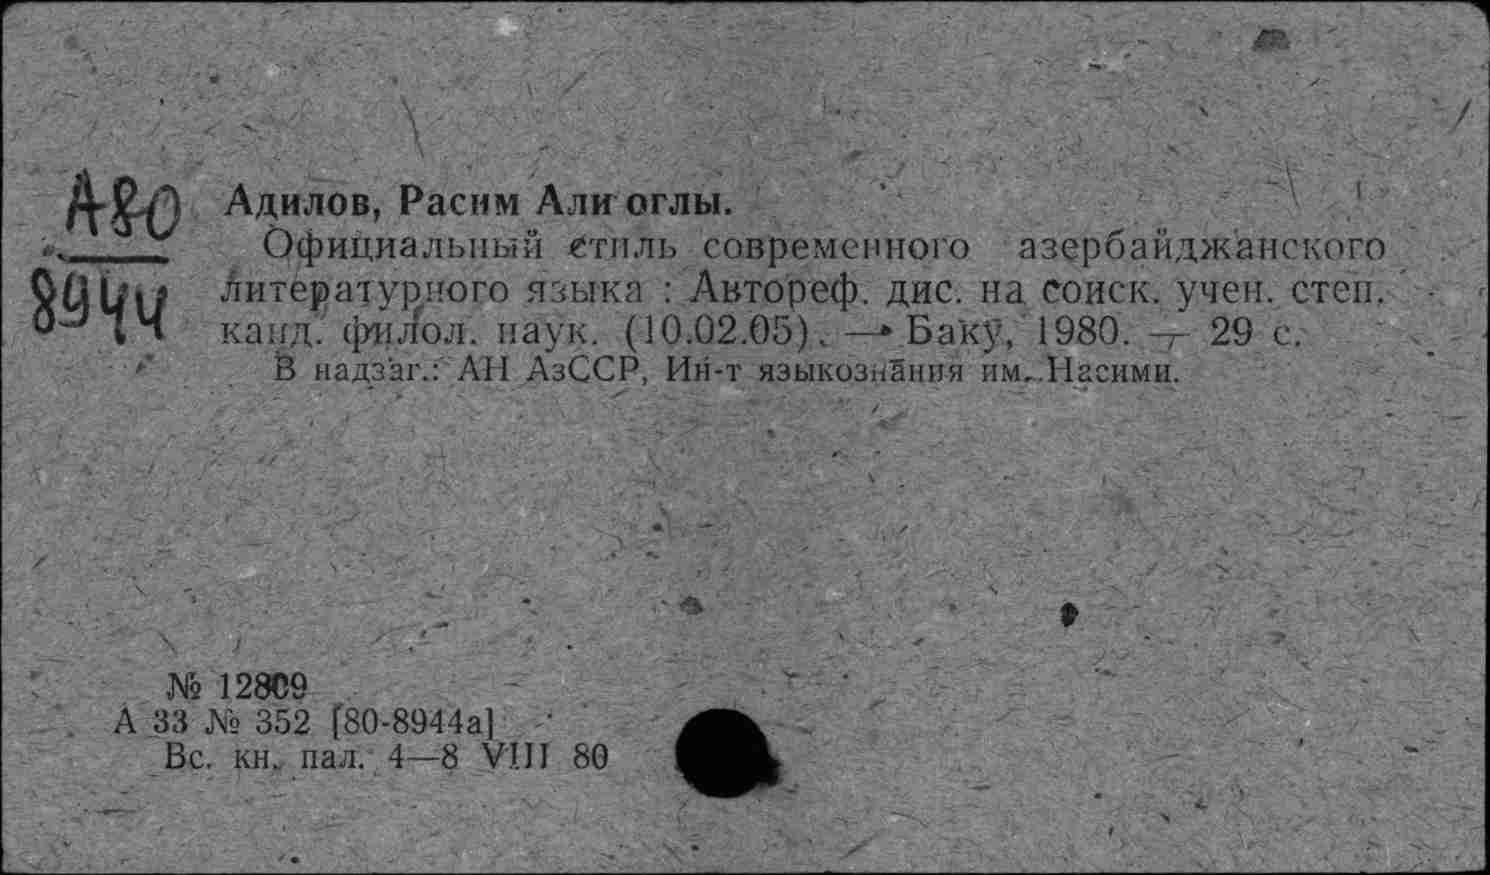 А80
8944
Адилов, Расим Али оглы.
Официальный стиль современного азербайджанского
литературного языка : Автореф. дис. на соиск. учен. степ.
канд. филол. наук. (10.02.05). — Баку, 1980. — 29 с.
В надзаг.: АН АзССР, Ин-т языкознания им. Насими.
№ 12809
А 33 № 352 [80-8944а]
Вс. кн. пал. 4—8 VIII 80